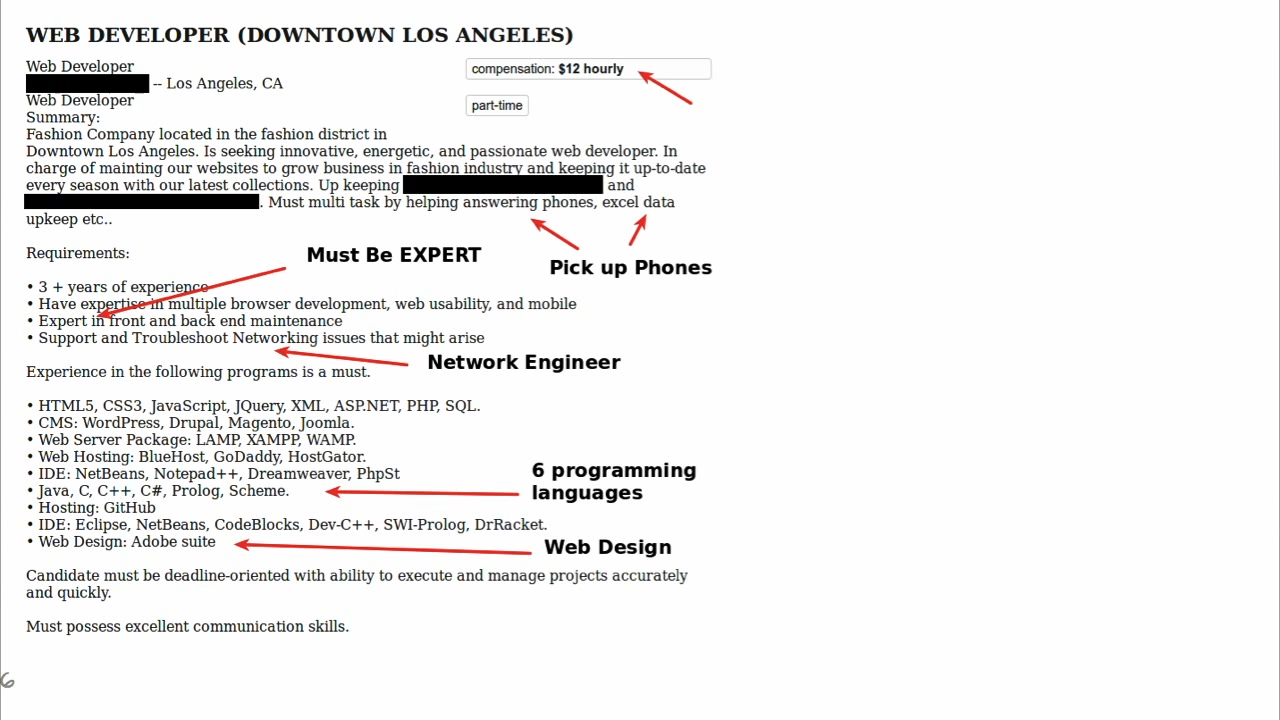 WEB DEVELOPER (DOWNTOWN LOS ANGELES)
Web Developer
compensation: $12 hourly
-- Los Angeles, CA
Web Developer
part-time
Summary:
Fashion Company located in the fashion district in
Downtown Los Angeles. Is seeking innovative, energetic, and passionate web developer. In
charge of mainting our websites to grow business in fashion industry and keeping it up-to-date
every season with our latest collections. Up keeping and
. Must multi task by helping answering phones, excel data
upkeep etc..
Requirements:
Must Be EXPERT
Pick up Phones
• 3 + years of experience
• Have expertise in multiple browser development, web usability, and mobile
• Expert in front and back end maintenance
• Support and Troubleshoot Networking issues that might arise
Network Engineer
Experience in the following programs is a must.
• HTML5, CSS3, JavaScript, JQuery, XML, ASP.NET, PHP, SQL.
• CMS: WordPress, Drupal, Magento, Joomla.
• Web Server Package: LAMP, XAMPP, WAMP.
• Web Hosting: BlueHost, GoDaddy, HostGator.
• IDE: NetBeans, Notepad++, Dreamweaver, PhpSt
6 programming
languages
• Java, C, C++, C#, Prolog, Scheme.
• Hosting: GitHub
• IDE: Eclipse, NetBeans, CodeBlocks, Dev-C++, SWI-Prolog, DrRacket.
• Web Design: Adobe suite
Web Design
Candidate must be deadline-oriented with ability to execute and manage projects accurately
and quickly.
Must possess excellent communication skills.